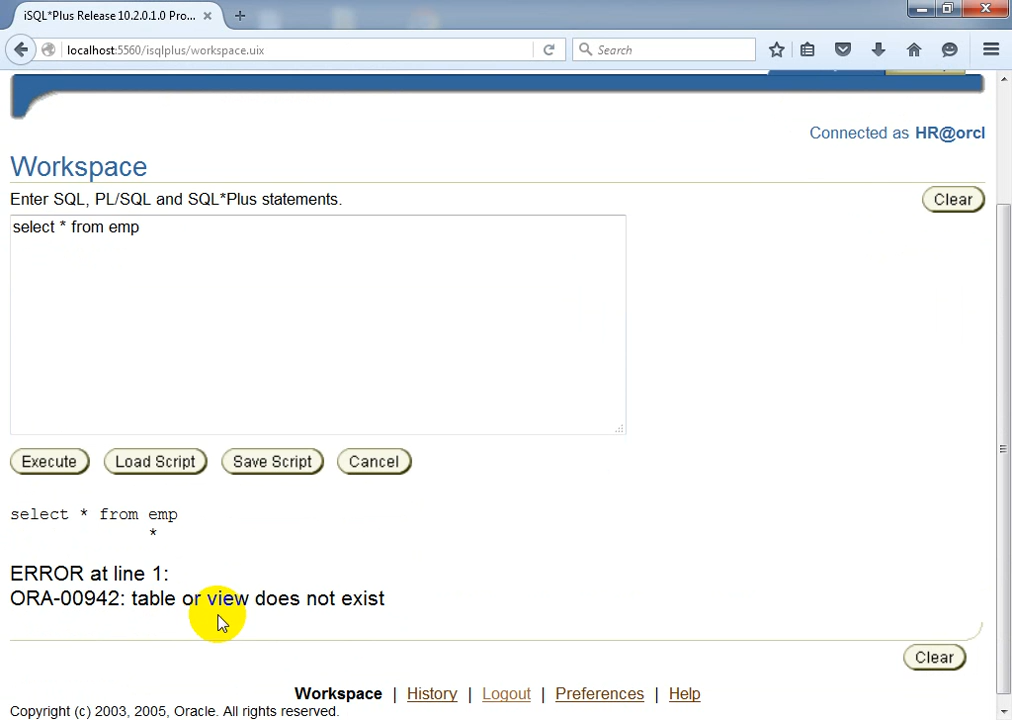 iSQL*Plus Release 10.2.0.1.0 Pro...
localhost:5560/isqlplus/workspace.uix
Search
Connected as HR@orcl
Workspace
Enter SQL, PL/SQL and SQL*Plus statements.
Clear
select * from emp
Execute
Load Script
Save Script
Cancel
select * from emp
*
ERROR at line 1:
ORA-00942: table or view does not exist
Clear
Workspace | History | Logout | Preferences | Help
Copyright (c) 2003, 2005, Oracle. All rights reserved.